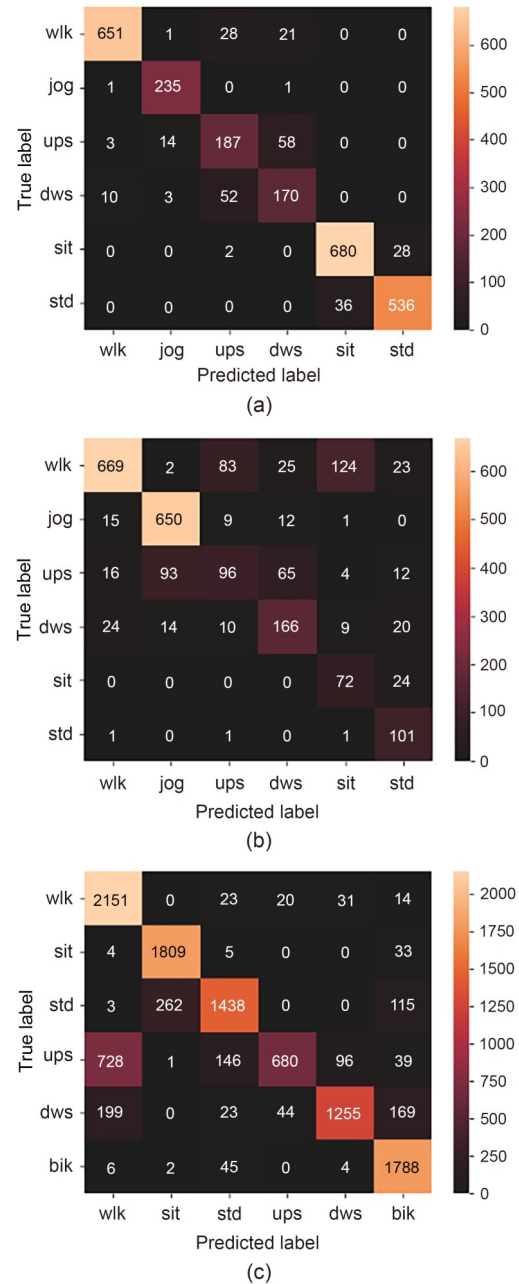 wlk 651 1 28 21 0 0
jog 1 235 0 1 0 0
ups 3 14 187 58 0 0
dws 10 3 52 170 0 0
sit 0 0 2 0 680 28
std 0 0 0 0 36 536
True label
wlk jog ups dws sit std
Predicted label
600
500
400
300
200
100
0
(a)
wlk 669 2 83 25 124 23
jog 15 650 9 12 1 0
ups 16 93 96 65 4 12
dws 24 14 10 166 9 20
sit 0 0 0 0 72 24
std 1 0 1 0 1 101
True label
wlk jog ups dws sit std
Predicted label
600
500
400
300
200
100
0
(b)
wlk 2151 0 23 20 31 14
sit 4 1809 5 0 0 33
std 3 262 1438 0 0 115
ups 728 1 146 680 96 39
dws 199 0 23 44 1255 169
bik 6 2 45 0 4 1788
True label
wlk sit std ups dws bik
Predicted label
2000
1750
1500
1250
1000
750
500
250
0
(c)